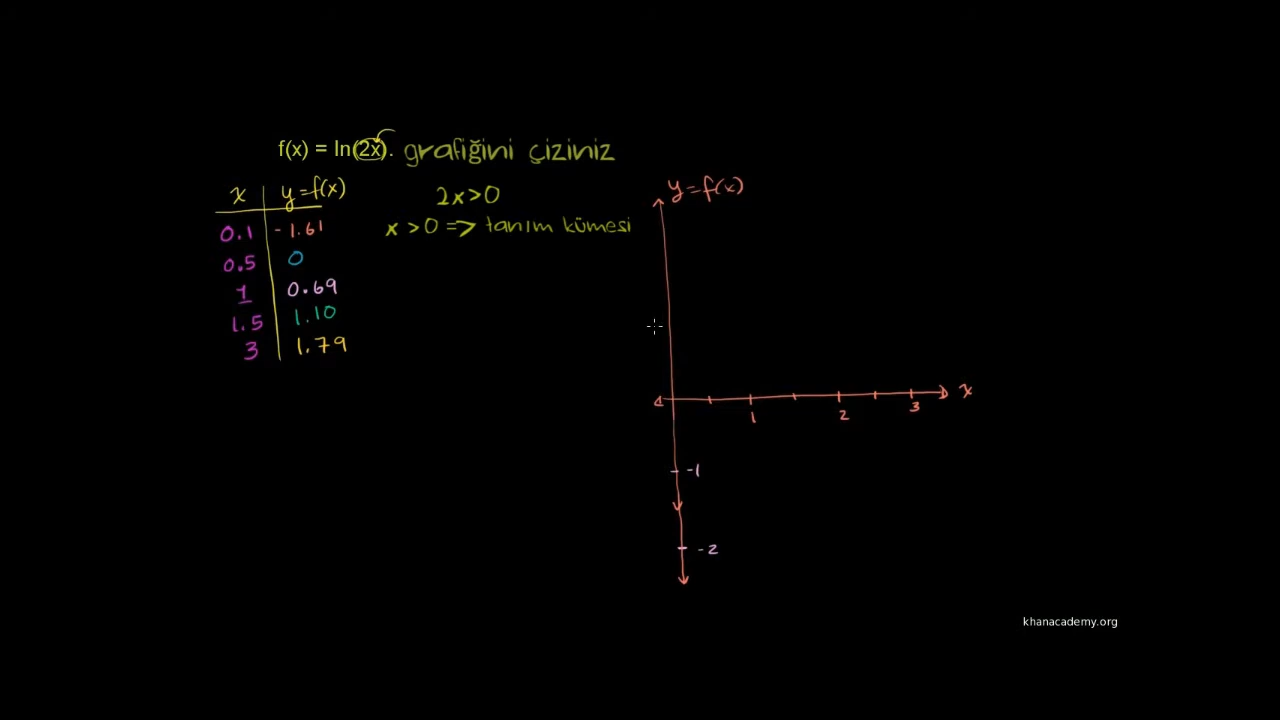 f(x) = ln(2x). grafiğini çiziniz
x y=f(x)
0.1 -1.61
0.5 0
1 0.69
1.5 1.10
3 1.79
2x>0
x>0 => tanım kümesi
y=f(x)
x
1 2 3
-1
-2
khanacademy.org